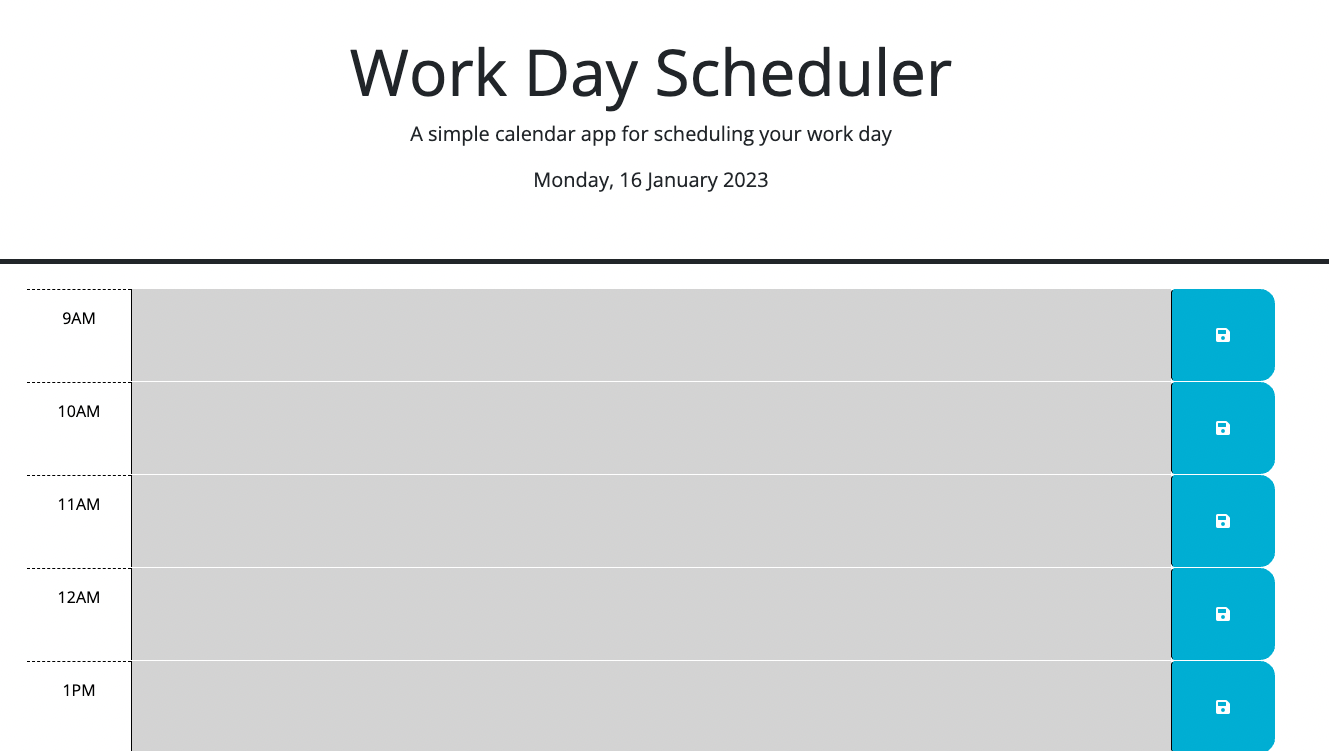 Work Day Scheduler
A simple calendar app for scheduling your work day
Monday, 16 January 2023
9AM
10AM
11AM
12AM
1PM